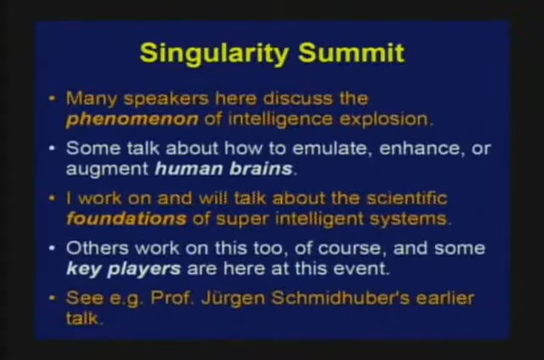 Singularity Summit
• Many speakers here discuss the
phenomenon of intelligence explosion.
• Some talk about how to emulate, enhance, or
augment human brains.
• I work on and will talk about the scientific
foundations of super intelligent systems.
• Others work on this too, of course, and some
key players are here at this event.
• See e.g. Prof. Jürgen Schmidhuber's earlier
talk.